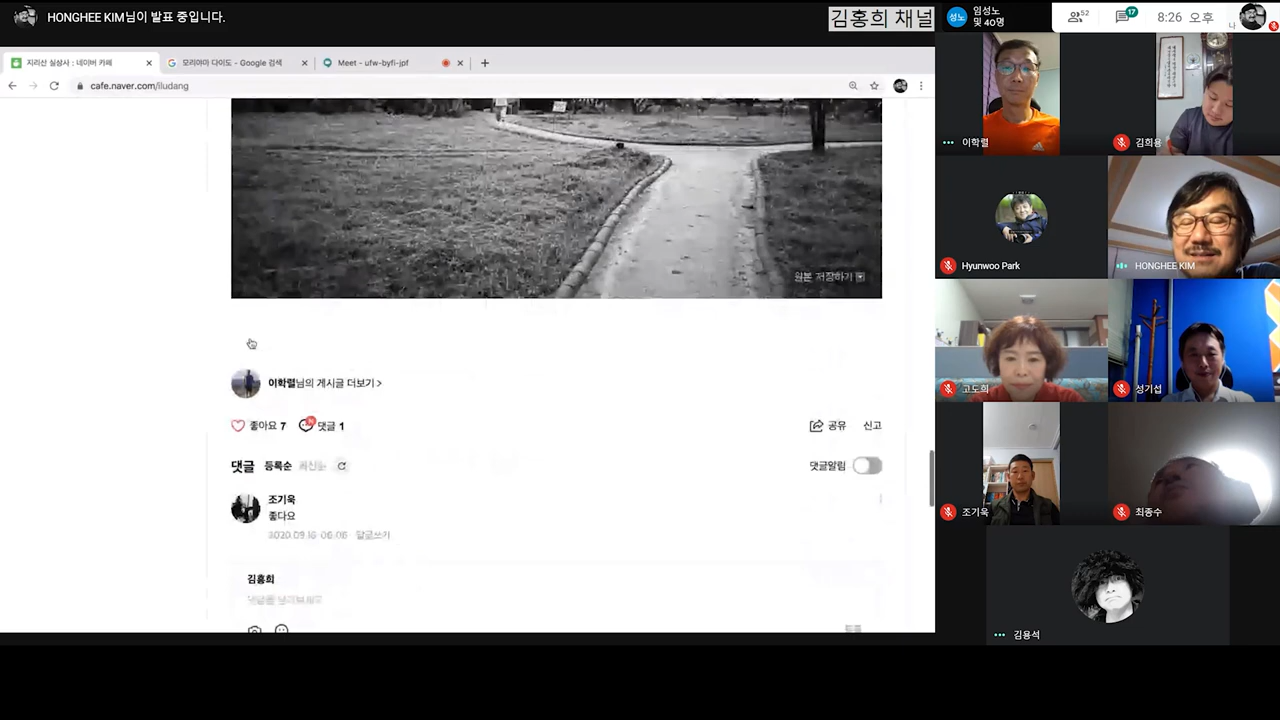 HONGHEE KIM님이 발표 중입니다.
김홍희 채널
성노
임성노
및 40명
52
17
8:26 오후
나
지리산 실상사 : 네이버 카페
모리야마 다이도 - Google 검색
Meet - ufw-byfi-jpf
cafe.naver.com/iludang
원본 저장하기
이학렬님의 게시글 더보기 >
좋아요 7
댓글 1
공유
신고
댓글
등록순
최신순
댓글알림
조기욱
좋다요
답글쓰기
김홍희
등록
이학렬
김희용
Hyunwoo Park
HONGHEE KIM
고도희
성기섭
조기욱
최종수
김용석